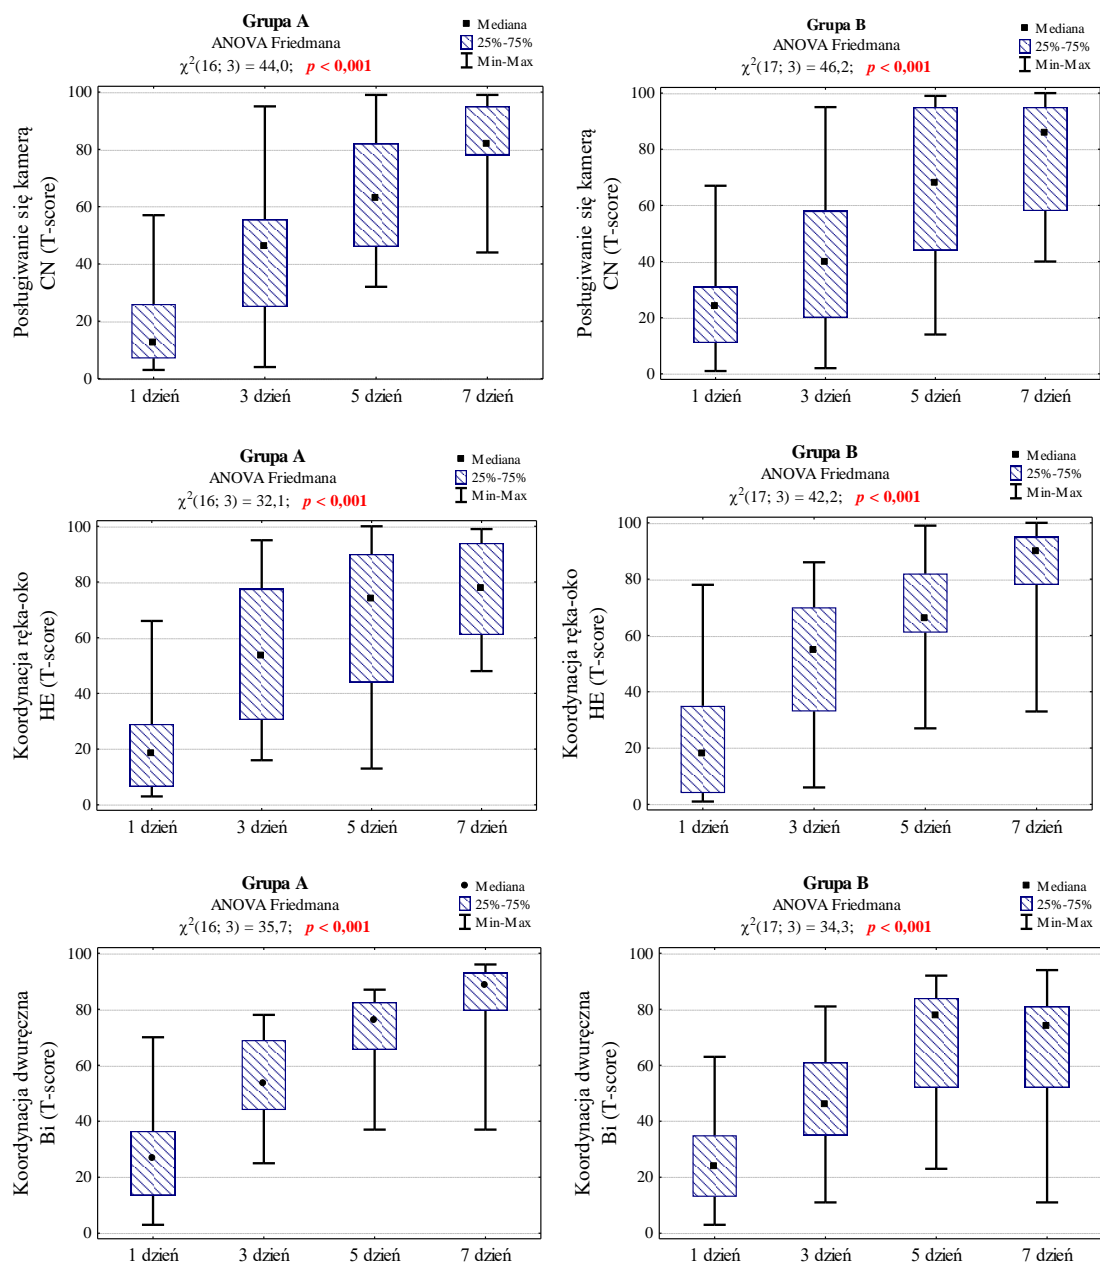 Grupa A
ANOVA Friedmana
χ²(16; 3) = 44,0; p < 0,001
Mediana
25%-75%
Min-Max
Posługiwanie się kamerą
CN (T-score)
100
80
60
40
20
0
1 dzień 3 dzień 5 dzień 7 dzień
Grupa B
ANOVA Friedmana
χ²(17; 3) = 46,2; p < 0,001
Mediana
25%-75%
Min-Max
Posługiwanie się kamerą
CN (T-score)
100
80
60
40
20
0
1 dzień 3 dzień 5 dzień 7 dzień
Grupa A
ANOVA Friedmana
χ²(16; 3) = 32,1; p < 0,001
Mediana
25%-75%
Min-Max
Koordynacja ręka-oko
HE (T-score)
100
80
60
40
20
0
1 dzień 3 dzień 5 dzień 7 dzień
Grupa B
ANOVA Friedmana
χ²(17; 3) = 42,2; p < 0,001
Mediana
25%-75%
Min-Max
Koordynacja ręka-oko
HE (T-score)
100
80
60
40
20
0
1 dzień 3 dzień 5 dzień 7 dzień
Grupa A
ANOVA Friedmana
χ²(16; 3) = 35,7; p < 0,001
Mediana
25%-75%
Min-Max
Koordynacja dwuręczna
Bi (T-score)
100
80
60
40
20
0
1 dzień 3 dzień 5 dzień 7 dzień
Grupa B
ANOVA Friedmana
χ²(17; 3) = 34,3; p < 0,001
Mediana
25%-75%
Min-Max
Koordynacja dwuręczna
Bi (T-score)
100
80
60
40
20
0
1 dzień 3 dzień 5 dzień 7 dzień